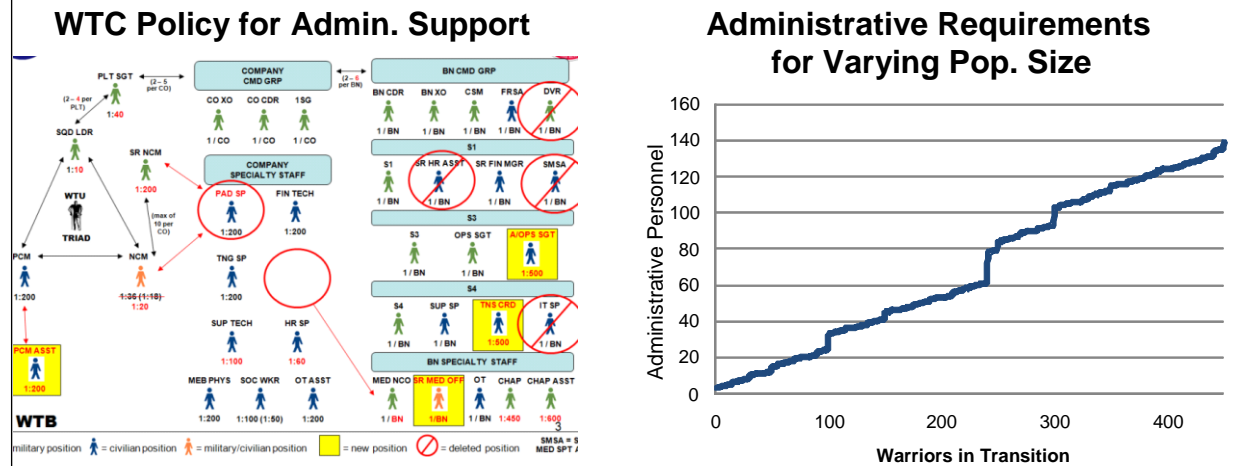 WTC Policy for Admin. Support
PLT SGT
1:40
(2 – 5 per CO)
(2 – 4 per PLT)
COMPANY CMD GRP
CO XO CO CDR 1SG
1 / CO 1 / CO 1 / CO
(2 – 6 per BN)
BN CMD GRP
BN CDR BN XO CSM FRSA DVR
1 / BN 1 / BN 1 / BN 1 / BN 1 / BN
SQD LDR
1:10
SR NCM
1:200
(max of 10 per CO)
WTU
TRIAD
PCM
1:200
NCM
1:36 (1:18)
1:20
PCM ASST
1:200
WTB
COMPANY SPECIALTY STAFF
PAD SP FIN TECH
1:200 1:200
TNG SP
1:200
SUP TECH HR SP
1:100 1:60
MEB PHYS SOC WKR OT ASST
1:200 1:100 (1:50) 1:200
S1
S1 SR HR ASST SR FIN MGR SMSA
1 / BN 1 / BN 1 / BN 1 / BN
S3
S3 OPS SGT A/OPS SGT
1 / BN 1 / BN 1:500
S4
S4 SUP SP TNS CRD IT SP
1 / BN 1 / BN 1:500 1 / BN
BN SPECIALTY STAFF
MED NCO SR MED OFF OT CHAP CHAP ASST
1 / BN 1/BN 1 / BN 1:450 1:600
3
military position = civilian position = military/civilian position = new position = deleted position
SMSA = S
MED SPT A
Administrative Requirements
for Varying Pop. Size
Administrative Personnel
160
140
120
100
80
60
40
20
0
0 100 200 300 400
Warriors in Transition